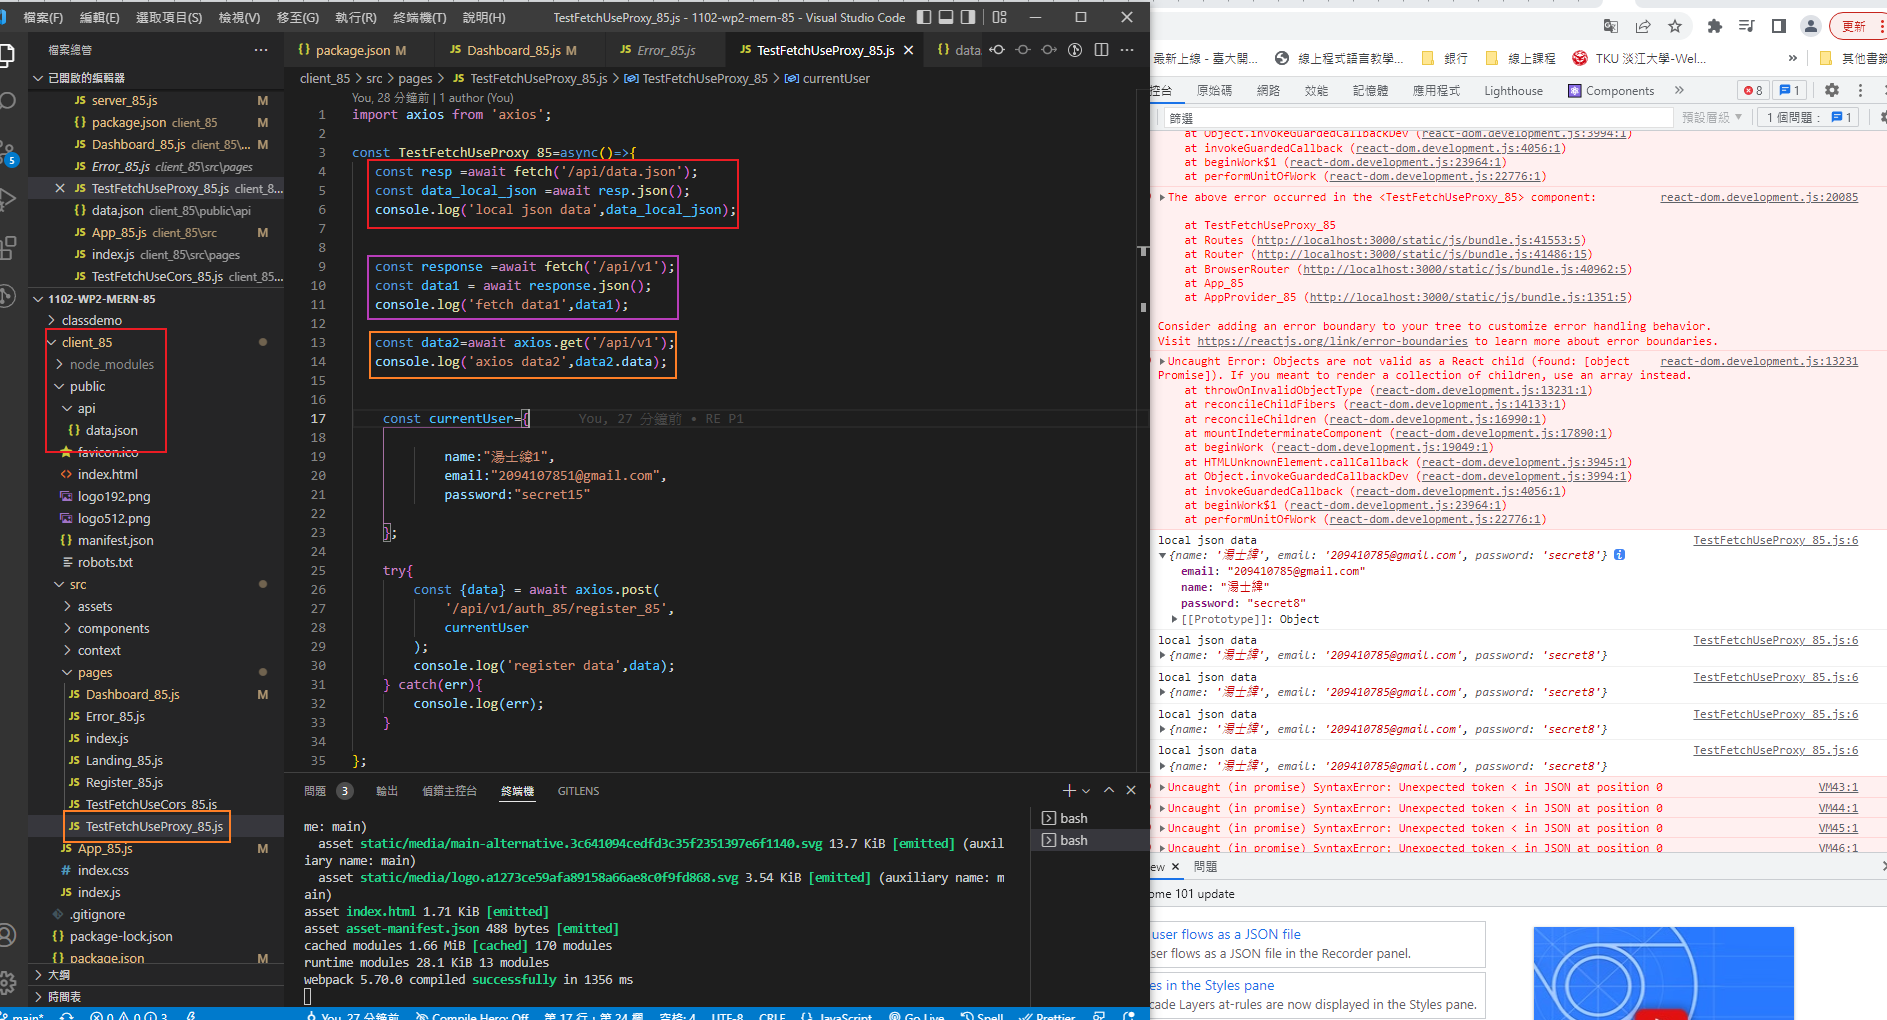 檔案(F) 編輯(E) 選取項目(S) 檢視(V) 移至(G) 執行(R) 終端機(T) 說明(H) TestFetchUseProxy_85.js - 1102-wp2-mern-85 - Visual Studio Code
檔案總管
已開啟的編輯器
JS server_85.js M
{} package.json client_85 M
JS Dashboard_85.js client_85\... M
JS Error_85.js client_85\src\pages
JS TestFetchUseProxy_85.js client_8...
{} data.json client_85\public\api
JS App_85.js client_85\src M
JS index.js client_85\src\pages
JS TestFetchUseCors_85.js client_85...
5
1102-WP2-MERN-85
classdemo
client_85
node_modules
public
api
{} data.json
favicon.ico
index.html
logo192.png
logo512.png
{} manifest.json
robots.txt
src
assets
components
context
pages
JS Dashboard_85.js M
JS Error_85.js
JS index.js
JS Landing_85.js
JS Register_85.js
JS TestFetchUseCors_85.js
JS TestFetchUseProxy_85.js
JS App_85.js M
# index.css
JS index.js
.gitignore
{} package-lock.json
{} package.json M
大綱
時間表
{} package.json M JS Dashboard_85.js M JS Error_85.js JS TestFetchUseProxy_85.js {} data.
client_85 > src > pages > JS TestFetchUseProxy_85.js > TestFetchUseProxy_85 > currentUser
You, 28 分鐘前 | 1 author (You)
1 import axios from 'axios';
2
3 const TestFetchUseProxy_85=async()=>{
4 const resp =await fetch('/api/data.json');
5 const data_local_json =await resp.json();
6 console.log('local json data',data_local_json);
7
8
9 const response =await fetch('/api/v1');
10 const data1 = await response.json();
11 console.log('fetch data1',data1);
12
13 const data2=await axios.get('/api/v1');
14 console.log('axios data2',data2.data);
15
16
17 const currentUser={ You, 27 分鐘前 • RE P1
18
19 name:"湯士緯1",
20 email:"2094107851@gmail.com",
21 password:"secret15"
22
23 };
24
25 try{
26 const {data} = await axios.post(
27 '/api/v1/auth_85/register_85',
28 currentUser
29 );
30 console.log('register data',data);
31 } catch(err){
32 console.log(err);
33 }
34
35 };
問題 3 輸出 偵錯主控台 終端機 GITLENS
me: main)
asset static/media/main-alternative.3c641094cedfd3c35f2351397e6f1140.svg 13.7 KiB [emitted] (auxil
iary name: main)
asset static/media/logo.a1273ce59afa89158a66ae8c0f9fd868.svg 3.54 KiB [emitted] (auxiliary name: m
ain)
asset index.html 1.71 KiB [emitted]
asset asset-manifest.json 488 bytes [emitted]
cached modules 1.66 MiB [cached] 170 modules
runtime modules 28.1 KiB 13 modules
webpack 5.70.0 compiled successfully in 1356 ms
bash
bash
main* 0 0 3 You, 27 分鐘前 Compile Hero: Off 第 17 行，第 24 欄 空格: 4 UTF-8 CRLF {} JavaScript Go Live Spell Prettier
更新
最新上線 - 臺大開... 線上程式語言教學... 銀行 線上課程 TKU 淡江大學-Wel... » 其他書籤
控台 原始碼 網路 效能 記憶體 應用程式 Lighthouse Components » 8 1
篩選 預設層級 ▼ 1 個問題： 1
at Object.invokeGuardedCallbackDev (react-dom.development.js:3994:1)
at invokeGuardedCallback (react-dom.development.js:4056:1)
at beginWork$1 (react-dom.development.js:23964:1)
at performUnitOfWork (react-dom.development.js:22776:1)
The above error occurred in the <TestFetchUseProxy_85> component: react-dom.development.js:20085
at TestFetchUseProxy_85
at Routes (http://localhost:3000/static/js/bundle.js:41553:5)
at Router (http://localhost:3000/static/js/bundle.js:41486:15)
at BrowserRouter (http://localhost:3000/static/js/bundle.js:40962:5)
at App_85
at AppProvider_85 (http://localhost:3000/static/js/bundle.js:1351:5)
Consider adding an error boundary to your tree to customize error handling behavior.
Visit https://reactjs.org/link/error-boundaries to learn more about error boundaries.
Uncaught Error: Objects are not valid as a React child (found: [object react-dom.development.js:13231
Promise]). If you meant to render a collection of children, use an array instead.
at throwOnInvalidObjectType (react-dom.development.js:13231:1)
at reconcileChildFibers (react-dom.development.js:14133:1)
at reconcileChildren (react-dom.development.js:16990:1)
at mountIndeterminateComponent (react-dom.development.js:17890:1)
at beginWork (react-dom.development.js:19049:1)
at HTMLUnknownElement.callCallback (react-dom.development.js:3945:1)
at Object.invokeGuardedCallbackDev (react-dom.development.js:3994:1)
at invokeGuardedCallback (react-dom.development.js:4056:1)
at beginWork$1 (react-dom.development.js:23964:1)
at performUnitOfWork (react-dom.development.js:22776:1)
local json data TestFetchUseProxy_85.js:6
{name: '湯士緯', email: '209410785@gmail.com', password: 'secret8'}
email: "209410785@gmail.com"
name: "湯士緯"
password: "secret8"
[[Prototype]]: Object
local json data TestFetchUseProxy_85.js:6
{name: '湯士緯', email: '209410785@gmail.com', password: 'secret8'}
local json data TestFetchUseProxy_85.js:6
{name: '湯士緯', email: '209410785@gmail.com', password: 'secret8'}
local json data TestFetchUseProxy_85.js:6
{name: '湯士緯', email: '209410785@gmail.com', password: 'secret8'}
local json data TestFetchUseProxy_85.js:6
{name: '湯士緯', email: '209410785@gmail.com', password: 'secret8'}
Uncaught (in promise) SyntaxError: Unexpected token < in JSON at position 0 VM43:1
Uncaught (in promise) SyntaxError: Unexpected token < in JSON at position 0 VM44:1
Uncaught (in promise) SyntaxError: Unexpected token < in JSON at position 0 VM45:1
Uncaught (in promise) SyntaxError: Unexpected token < in JSON at position 0 VM46:1
ew 問題
ome 101 update
user flows as a JSON file
ser flows as a JSON file in the Recorder panel.
es in the Styles pane
cade Layers at-rules are now displayed in the Styles pane.